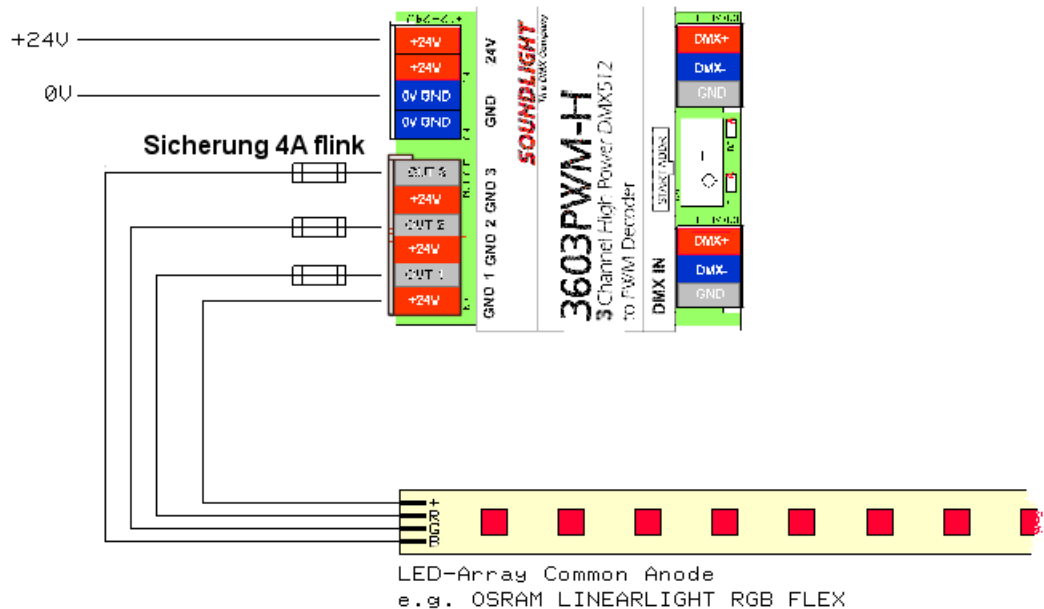 +24V
0V
+24V
+24V
0V GND
0V GND
24V
GND
Sicherung 4A flink
OUT 3
+24V
OUT 2
+24V
OUT 1
+24V
GND 3
GND 2
GND 1
SOUNDLIGHT
The DMX Company
3603PWM-H
3 Channel High Power DMX512
to PWM Decoder
START ADDR
DMX IN
DMX+
DMX-
GND
DMX+
DMX-
GND
+
R
G
B
LED-Array Common Anode
e.g. OSRAM LINEARLIGHT RGB FLEX